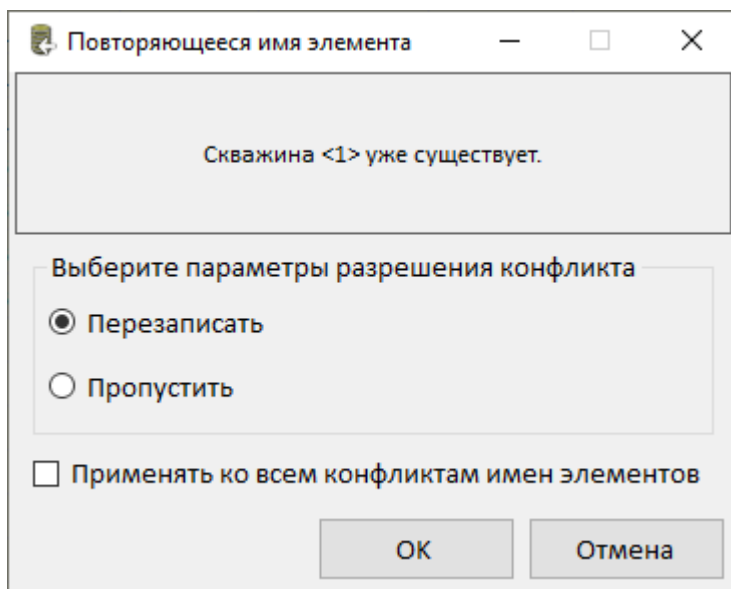 Повторяющееся имя элемента
Скважина <1> уже существует.
Выберите параметры разрешения конфликта
Перезаписать
Пропустить
Применять ко всем конфликтам имен элементов
OK
Отмена